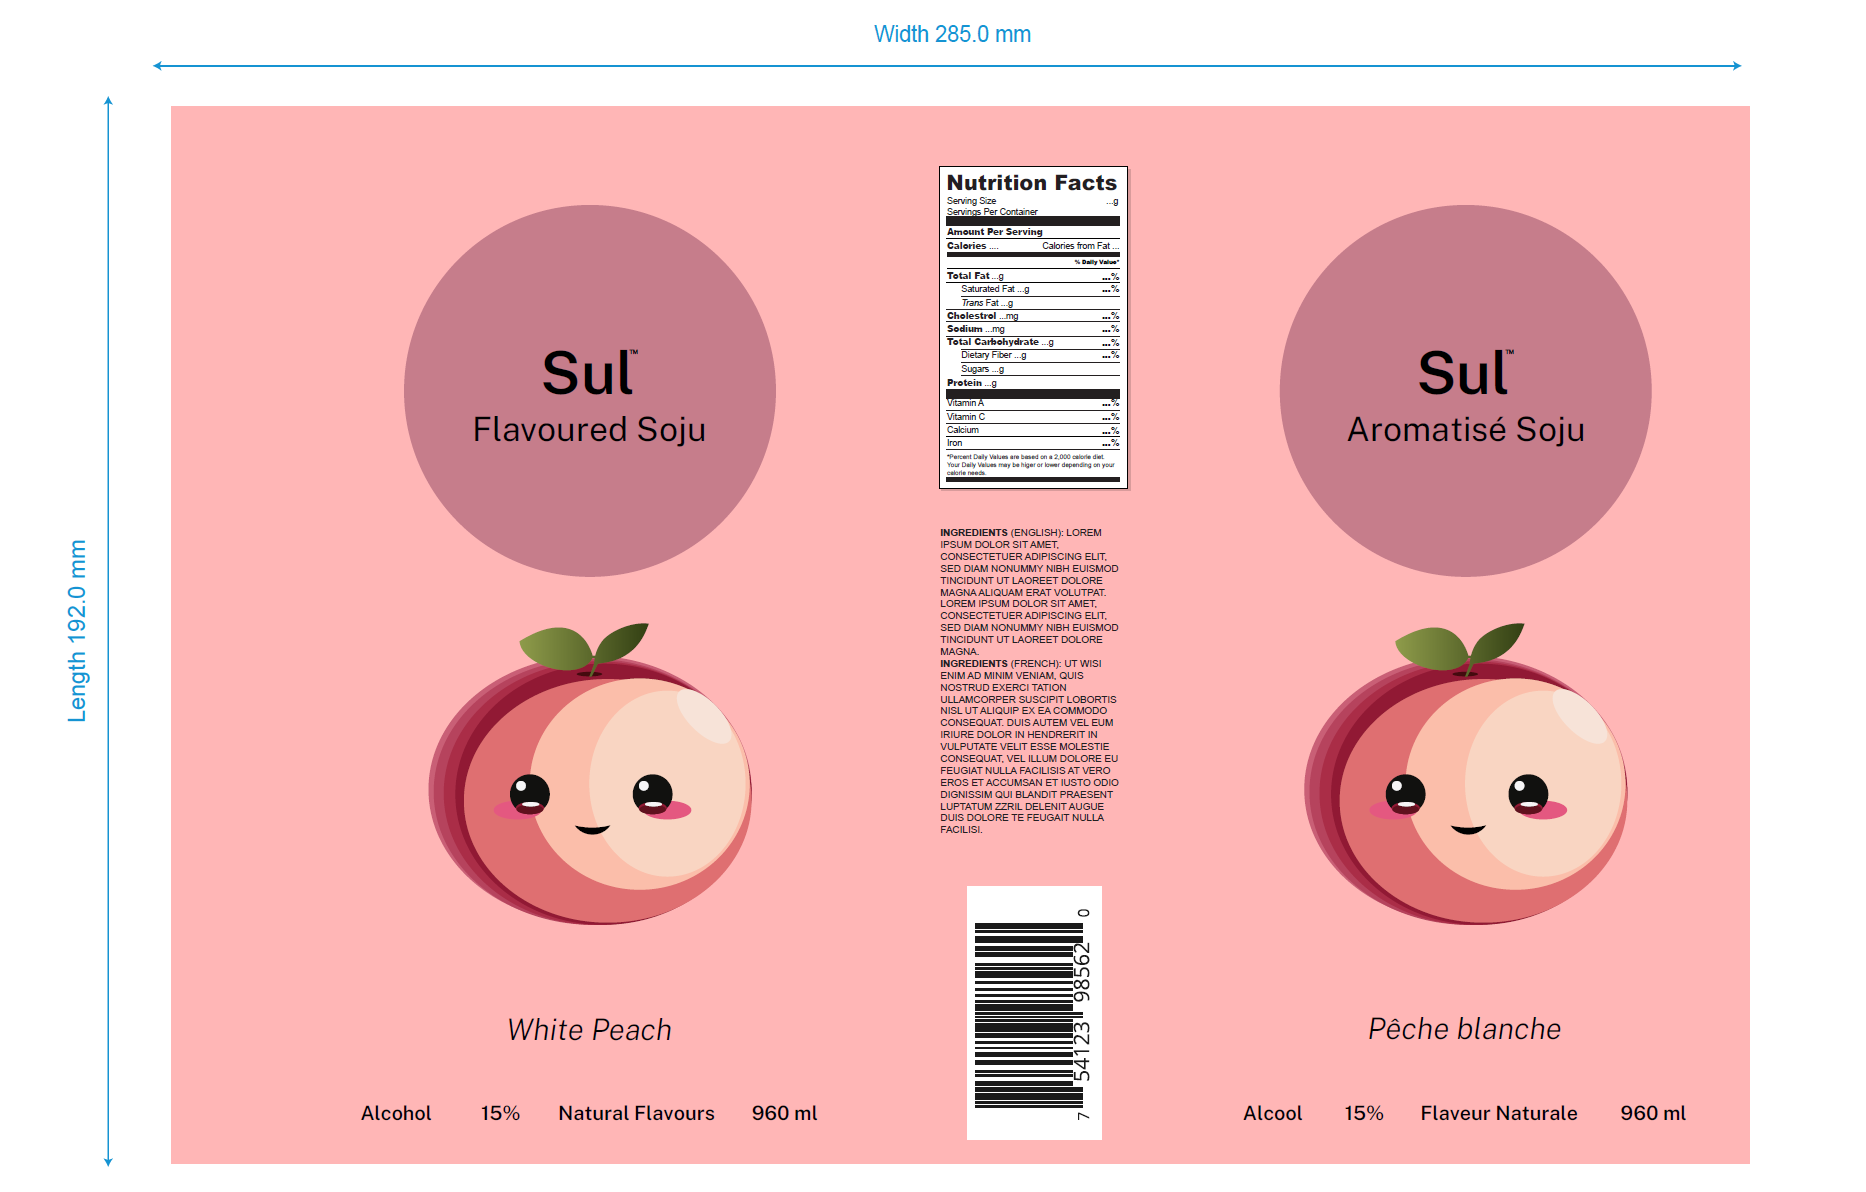 Width 285.0 mm
Length 192.0 mm
Sul™
Flavoured Soju
White Peach
Alcohol 15% Natural Flavours 960 ml
Nutrition Facts
Serving Size ...g
Servings Per Container
Amount Per Serving
Calories .... Calories from Fat ...
% Daily Value*
Total Fat ...g ...%
Saturated Fat ...g ...%
Trans Fat ...g
Cholestrol ...mg ...%
Sodium ...mg ...%
Total Carbohydrate ...g ...%
Dietary Fiber ...g ...%
Sugars ...g
Protein ...g
Vitamin A ...%
Vitamin C ...%
Calcium ...%
Iron ...%
*Percent Daily Values are based on a 2,000 calorie diet.
Your Daily Values may be higer or lower depending on your
calorie needs.
INGREDIENTS (ENGLISH): LOREM
IPSUM DOLOR SIT AMET,
CONSECTETUER ADIPISCING ELIT,
SED DIAM NONUMMY NIBH EUISMOD
TINCIDUNT UT LAOREET DOLORE
MAGNA ALIQUAM ERAT VOLUTPAT.
LOREM IPSUM DOLOR SIT AMET,
CONSECTETUER ADIPISCING ELIT,
SED DIAM NONUMMY NIBH EUISMOD
TINCIDUNT UT LAOREET DOLORE
MAGNA.
INGREDIENTS (FRENCH): UT WISI
ENIM AD MINIM VENIAM, QUIS
NOSTRUD EXERCI TATION
ULLAMCORPER SUSCIPIT LOBORTIS
NISL UT ALIQUIP EX EA COMMODO
CONSEQUAT. DUIS AUTEM VEL EUM
IRIURE DOLOR IN HENDRERIT IN
VULPUTATE VELIT ESSE MOLESTIE
CONSEQUAT, VEL ILLUM DOLORE EU
FEUGIAT NULLA FACILISIS AT VERO
EROS ET ACCUMSAN ET IUSTO ODIO
DIGNISSIM QUI BLANDIT PRAESENT
LUPTATUM ZZRIL DELENIT AUGUE
DUIS DOLORE TE FEUGAIT NULLA
FACILISI.
7 54123 98562 0
Sul™
Aromatisé Soju
Pêche blanche
Alcool 15% Flaveur Naturale 960 ml